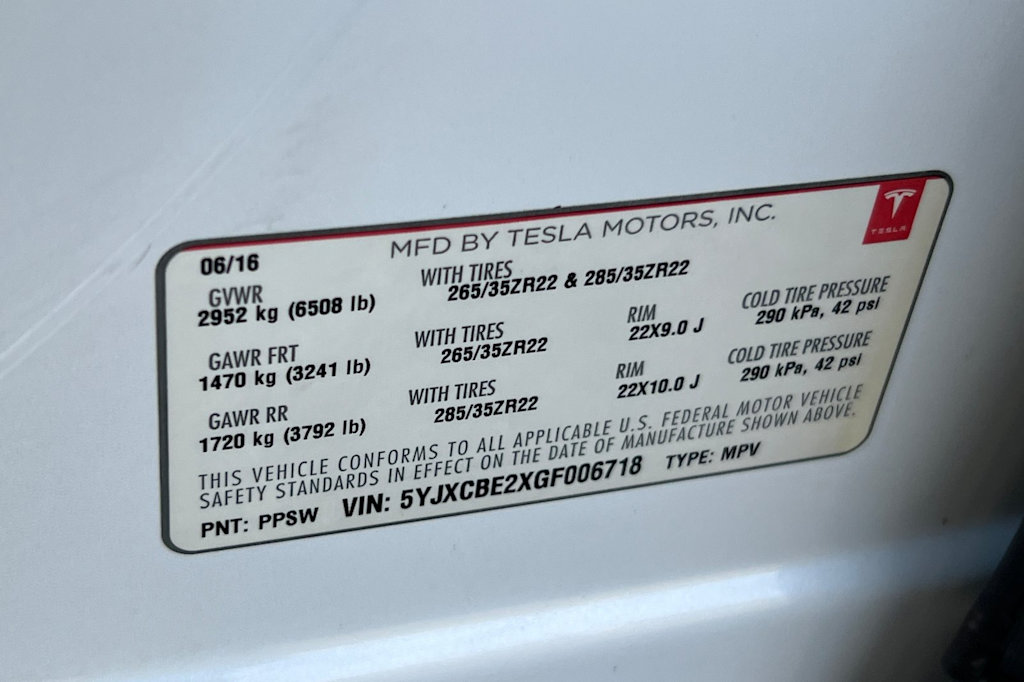 MFD BY TESLA MOTORS, INC.
TESLA
06/16
GVWR WITH TIRES
2952 kg (6508 lb) 265/35ZR22 & 285/35ZR22
GAWR FRT WITH TIRES RIM COLD TIRE PRESSURE
1470 kg (3241 lb) 265/35ZR22 22X9.0 J 290 kPa, 42 psi
GAWR RR WITH TIRES RIM COLD TIRE PRESSURE
1720 kg (3792 lb) 285/35ZR22 22X10.0 J 290 kPa, 42 psi
THIS VEHICLE CONFORMS TO ALL APPLICABLE U.S. FEDERAL MOTOR VEHICLE
SAFETY STANDARDS IN EFFECT ON THE DATE OF MANUFACTURE SHOWN ABOVE.
PNT: PPSW VIN: 5YJXCBE2XGF006718 TYPE: MPV